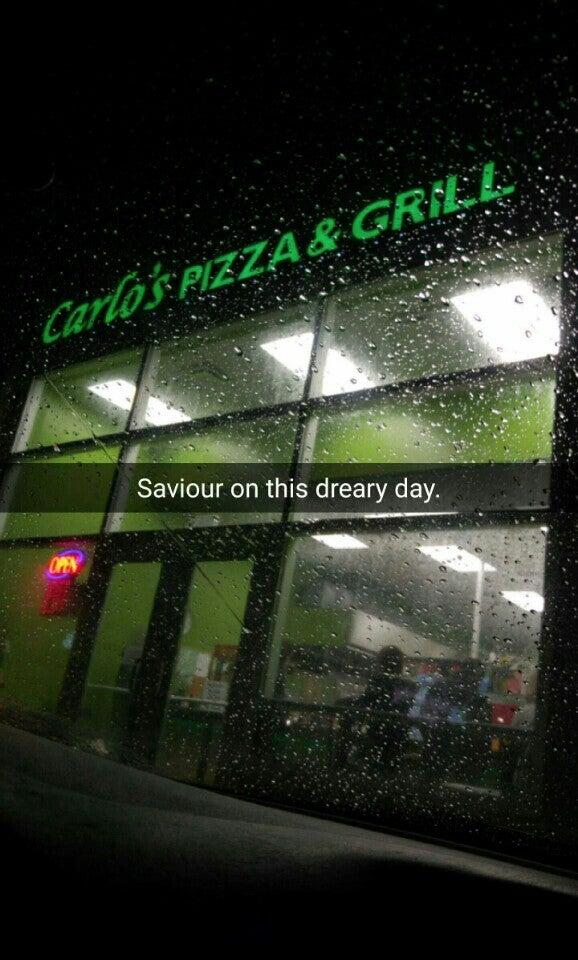 Carlo's PIZZA & GRILL
Saviour on this dreary day.
OPEN